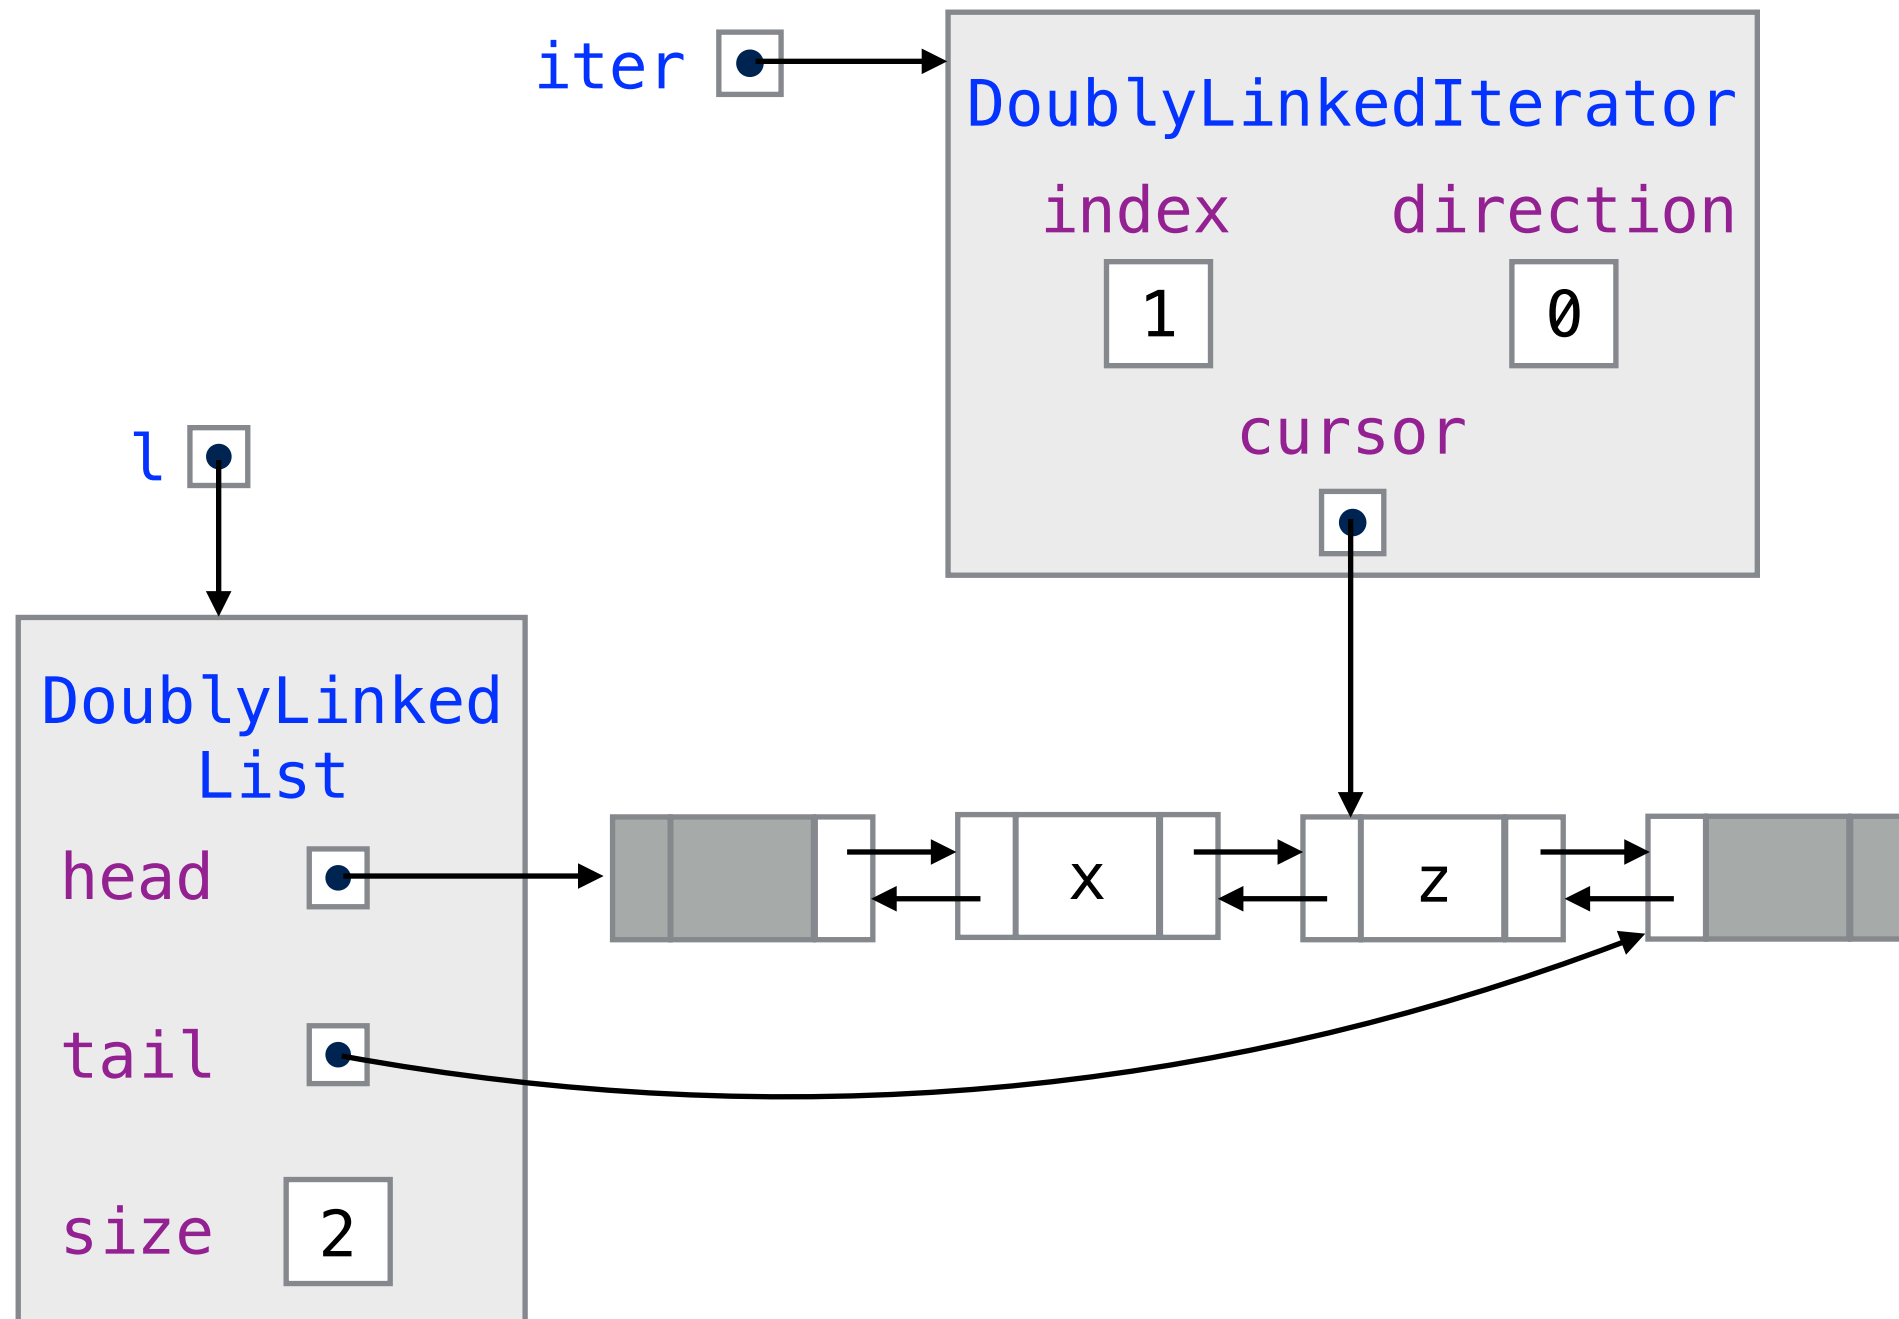 iter
DoublyLinkedIterator
index direction
1 0
cursor
l
DoublyLinked
List
head
x z
tail
size 2